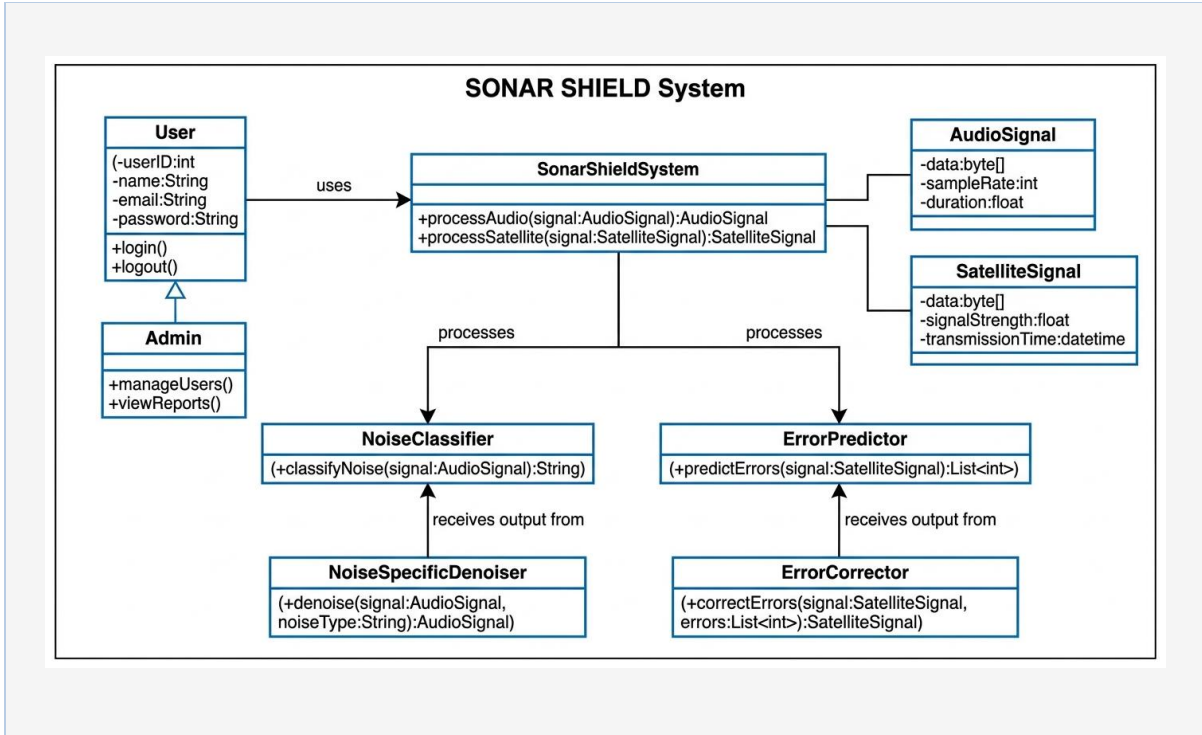 SONAR SHIELD System
User
(-userID:int
-name:String
-email:String
-password:String
+login()
+logout()
Admin
+manageUsers()
+viewReports()
uses
SonarShieldSystem
+processAudio(signal:AudioSignal):AudioSignal
+processSatellite(signal:SatelliteSignal):SatelliteSignal
AudioSignal
-data:byte[]
-sampleRate:int
-duration:float
SatelliteSignal
-data:byte[]
-signalStrength:float
-transmissionTime:datetime
processes
processes
NoiseClassifier
(+classifyNoise(signal:AudioSignal):String)
ErrorPredictor
(+predictErrors(signal:SatelliteSignal):List<int>)
receives output from
receives output from
NoiseSpecificDenoiser
(+denoise(signal:AudioSignal,
noiseType:String):AudioSignal)
ErrorCorrector
(+correctErrors(signal:SatelliteSignal,
errors:List<int>):SatelliteSignal)